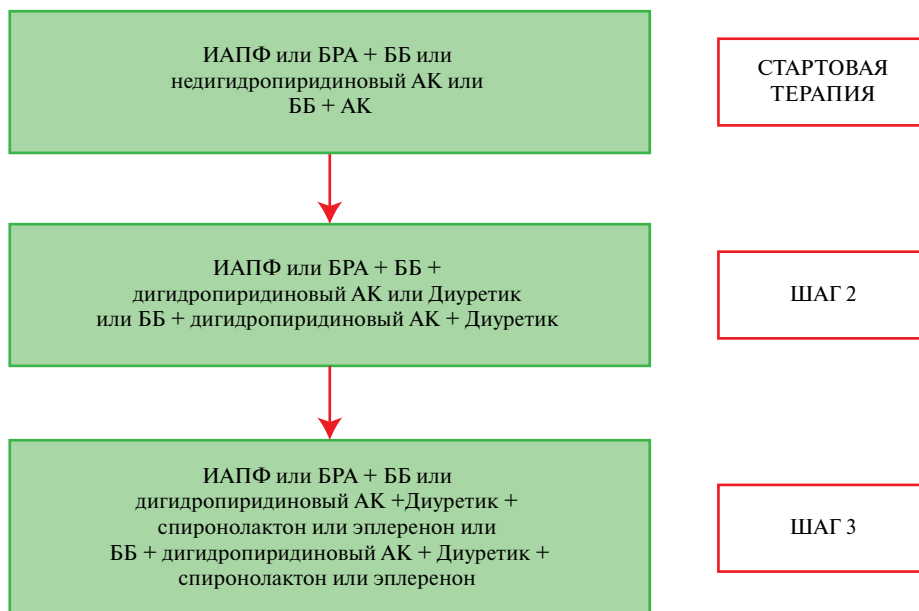 ИАПФ или БРА + ББ или
недигидропиридиновый АК или
ББ + АК
СТАРТОВАЯ
ТЕРАПИЯ
ИАПФ или БРА + ББ +
дигидропиридиновый АК или Диуретик
или ББ + дигидропиридиновый АК + Диуретик
ШАГ 2
ИАПФ или БРА + ББ или
дигидропиридиновый АК +Диуретик +
спиронолактон или эплеренон или
ББ + дигидропиридиновый АК + Диуретик +
спиронолактон или эплеренон
ШАГ 3